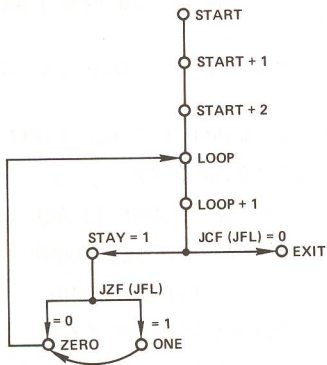 START
START + 1
START + 2
LOOP
LOOP + 1
STAY = 1
JCF (JFL) = 0
EXIT
JZF (JFL)
= 0
= 1
ZERO
ONE